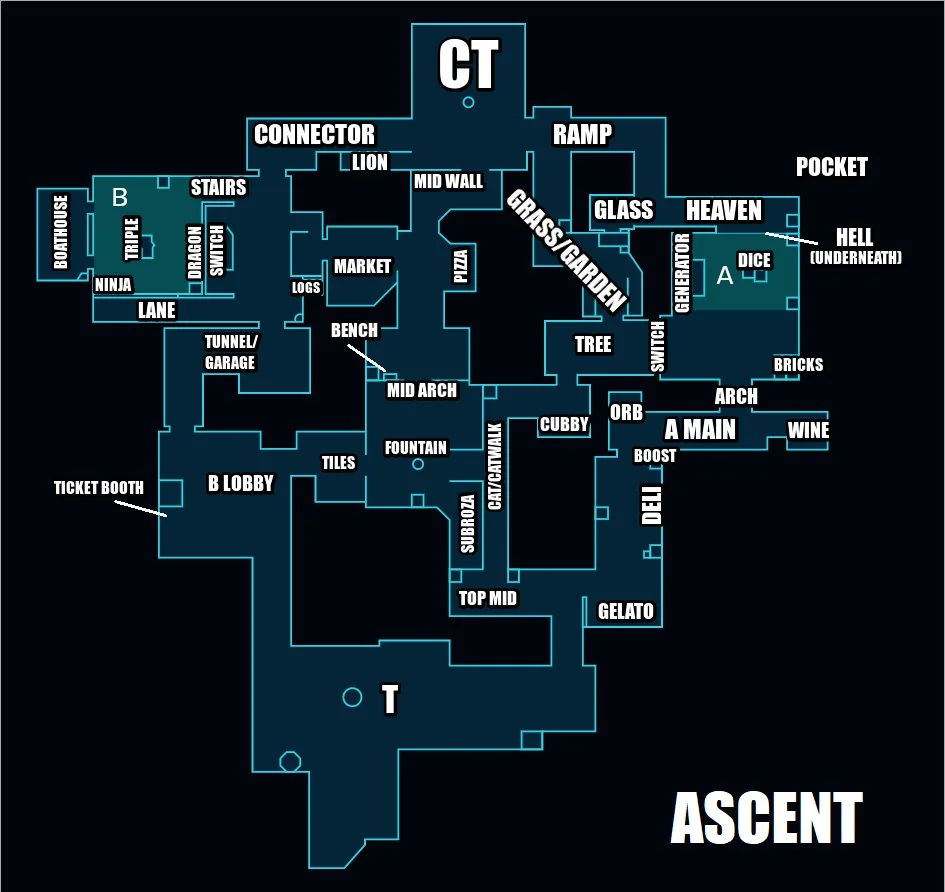 CT
CONNECTOR
RAMP
LION
POCKET
MID WALL
B
STAIRS
BOATHOUSE
TRIPLE
DRAGON
SWITCH
GRASS/GARDEN
GLASS
HEAVEN
HELL
(UNDERNEATH)
MARKET
PIZZA
GENERATOR
A
DICE
NINJA
LOGS
LANE
BENCH
TUNNEL/
GARAGE
TREE
SWITCH
BRICKS
MID ARCH
ARCH
ORB
CUBBY
A MAIN
WINE
FOUNTAIN
CAT/CATWALK
BOOST
TILES
TICKET BOOTH
B LOBBY
SUBROZA
DELI
TOP MID
GELATO
T
ASCENT